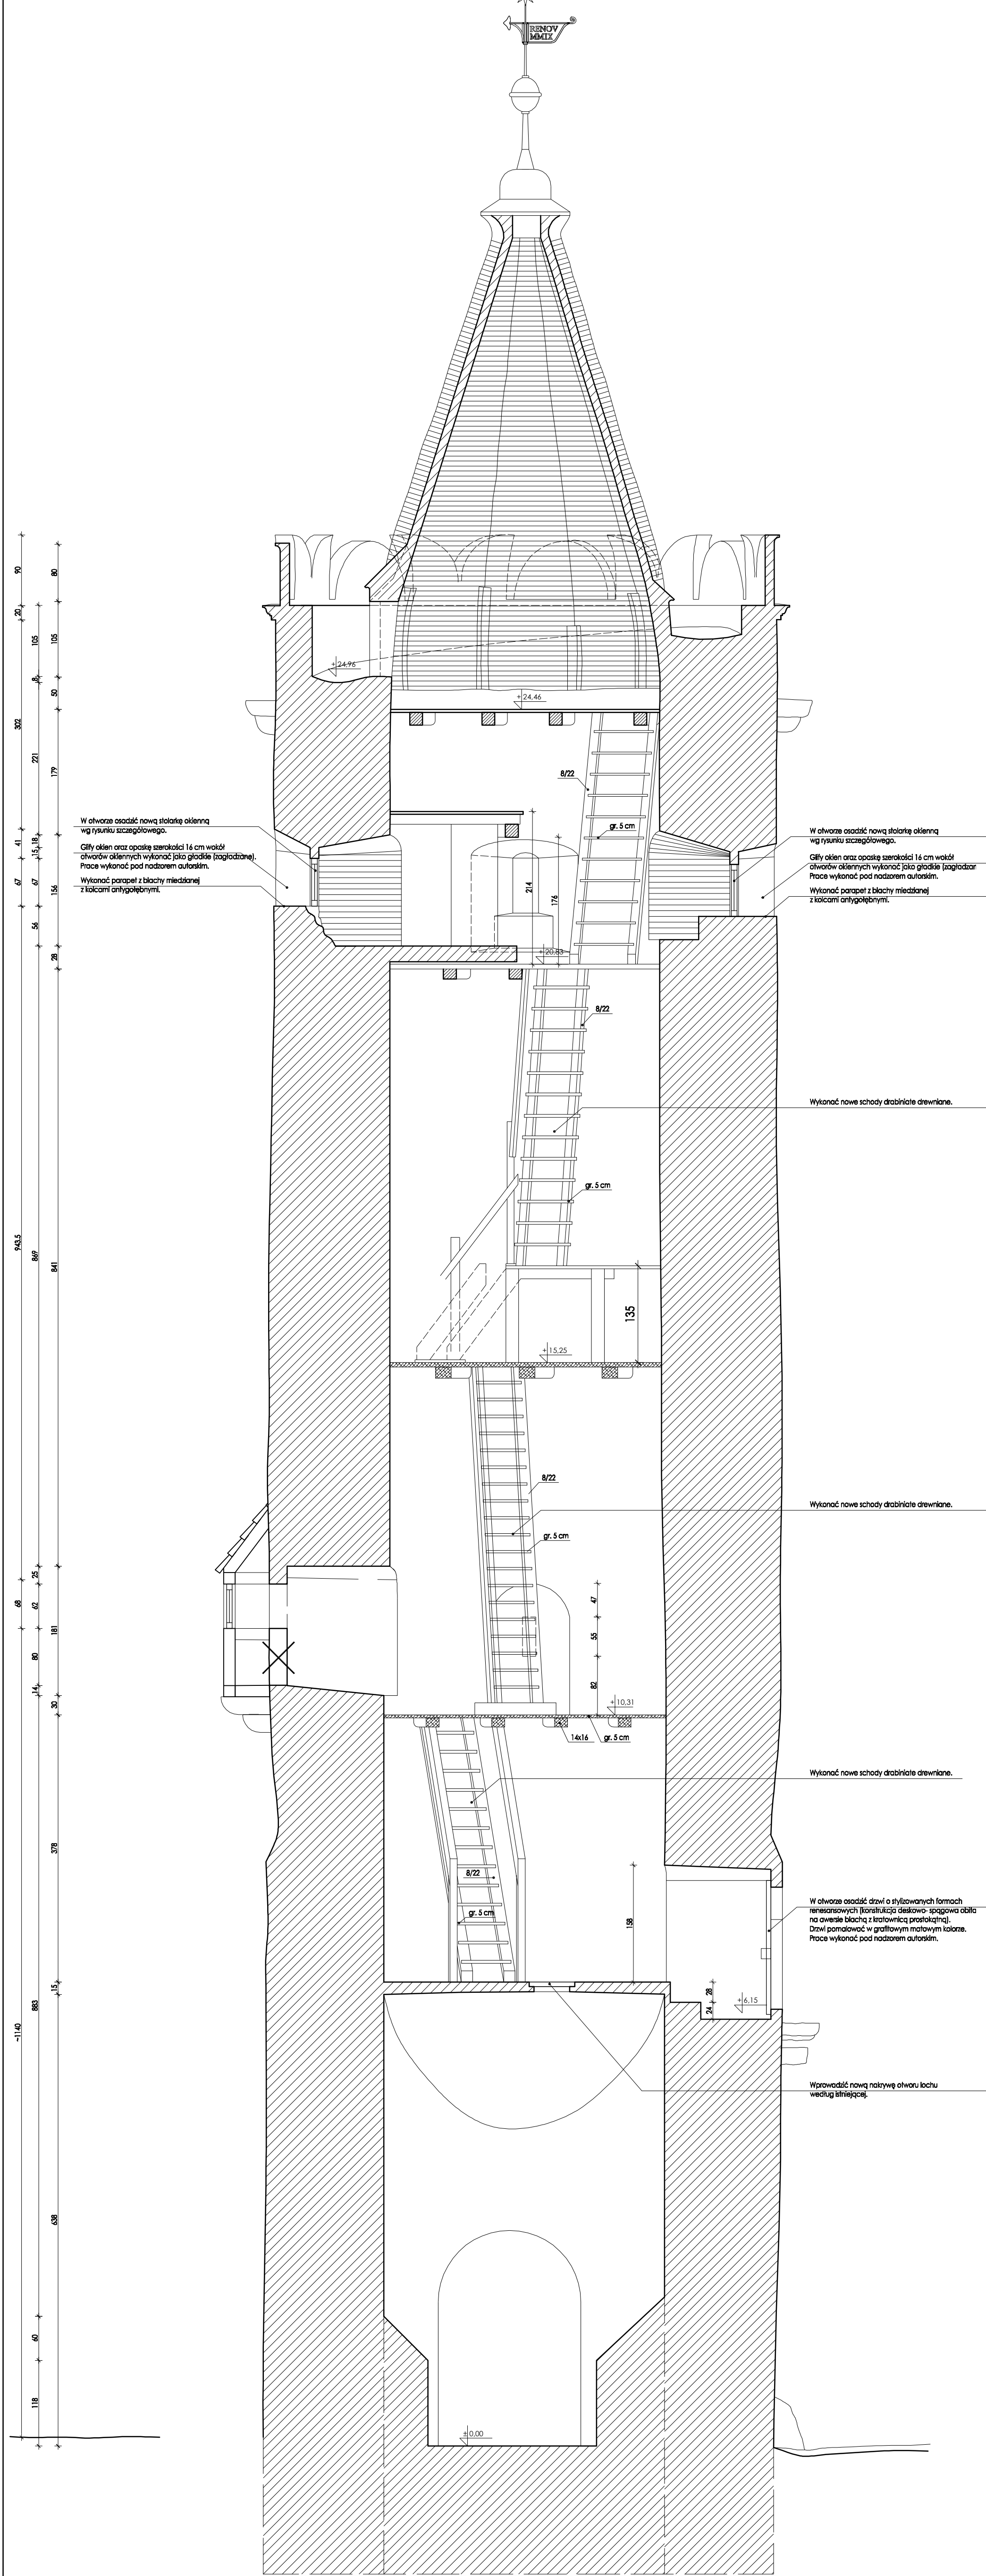 RENOV
MMIX
90
20
302
41
67
943.5
68
~1140
105
8
221
18
15
67
56
869
25
62
80
14
883
60
118
80
105
50
179
156
28
841
181
30
378
15
638
+ 24,96
+ 24,46
8/22
gr. 5 cm
W otworze osadzić nową stolarkę okienną
wg rysunku szczegółowego.
Glify okien oraz opaskę szerokości 16 cm wokół
otworów okiennych wykonać jako gładkie (zagładzane).
Prace wykonać pod nadzorem autorskim.
Wykonać parapet z blachy miedzianej
z kolcami antygołębnymi.
W otworze osadzić nową stolarkę okienną
wg rysunku szczegółowego.
Glify okien oraz opaskę szerokości 16 cm wokół
otworów okiennych wykonać jako gładkie (zagładzar
Prace wykonać pod nadzorem autorskim.
Wykonać parapet z blachy miedzianej
z kolcami antygołębnymi.
214
176
+ 20,83
8/22
Wykonać nowe schody drabiniate drewniane.
gr. 5 cm
135
+ 15,25
8/22
Wykonać nowe schody drabiniate drewniane.
gr. 5 cm
47
55
82
+ 10,31
14x16
gr. 5 cm
Wykonać nowe schody drabiniate drewniane.
8/22
gr. 5 cm
158
W otworze osadzić drzwi o stylizowanych formach
renesansowych (konstrukcja deskowo- spągowa obita
na awersie blachą z kratownicą prostokątną).
Drzwi pomalować w grafitowym matowym kolorze.
Prace wykonać pod nadzorem autorskim.
28
24
+ 6,15
Wprowadzić nową nakrywę otworu lochu
według istniejącej.
± 0,00